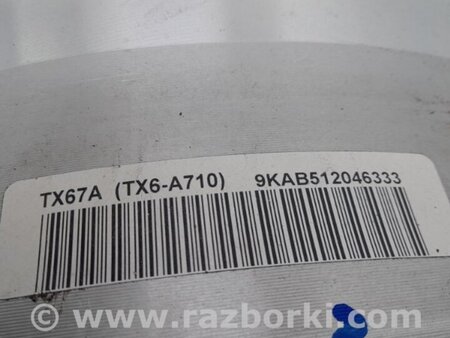 TX67A (TX6-A710) 9KAB512046333
www.razborki.com